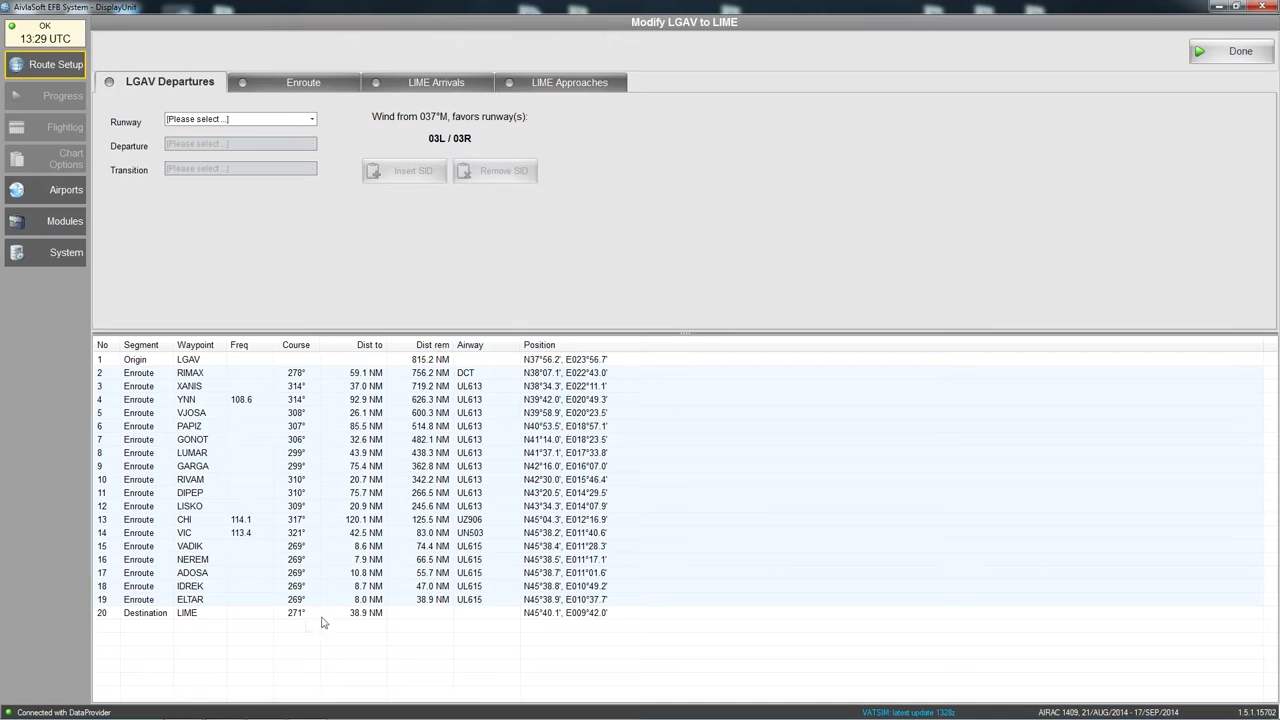 AivlaSoft EFB System - DisplayUnit
Modify LGAV to LIME
OK
13:29 UTC
Done
Route Setup
Progress
Flightlog
Chart
Options
Airports
Modules
System
LGAV Departures Enroute LIME Arrivals LIME Approaches
Runway [Please select ...]
Departure [Please select ...]
Transition [Please select ...]
Wind from 037°M, favors runway(s):
03L / 03R
Insert SID Remove SID
No Segment Waypoint Freq Course Dist to Dist rem Airway Position
1 Origin LGAV 815.2 NM N37°56.2', E023°56.7'
2 Enroute RIMAX 278° 59.1 NM 756.2 NM DCT N38°07.1', E022°43.0'
3 Enroute XANIS 314° 37.0 NM 719.2 NM UL613 N38°34.3', E022°11.1'
4 Enroute YNN 108.6 314° 92.9 NM 626.3 NM UL613 N39°42.0', E020°49.3'
5 Enroute VJOSA 308° 26.1 NM 600.3 NM UL613 N39°58.9', E020°23.5'
6 Enroute PAPIZ 307° 85.5 NM 514.8 NM UL613 N40°53.5', E018°57.1'
7 Enroute GONOT 306° 32.6 NM 482.1 NM UL613 N41°14.0', E018°23.5'
8 Enroute LUMAR 299° 43.9 NM 438.3 NM UL613 N41°37.1', E017°33.8'
9 Enroute GARGA 299° 75.4 NM 362.8 NM UL613 N42°16.0', E016°07.0'
10 Enroute RIVAM 310° 20.7 NM 342.2 NM UL613 N42°30.0', E015°46.4'
11 Enroute DIPEP 310° 75.7 NM 266.5 NM UL613 N43°20.5', E014°29.5'
12 Enroute LISKO 309° 20.9 NM 245.6 NM UL613 N43°34.3', E014°07.9'
13 Enroute CHI 114.1 317° 120.1 NM 125.5 NM UZ906 N45°04.3', E012°16.9'
14 Enroute VIC 113.4 321° 42.5 NM 83.0 NM UN503 N45°38.2', E011°40.6'
15 Enroute VADIK 269° 8.6 NM 74.4 NM UL615 N45°38.4', E011°28.3'
16 Enroute NEREM 269° 7.9 NM 66.5 NM UL615 N45°38.5', E011°17.1'
17 Enroute ADOSA 269° 10.8 NM 55.7 NM UL615 N45°38.7', E011°01.6'
18 Enroute IDREK 269° 8.7 NM 47.0 NM UL615 N45°38.9', E010°49.2'
19 Enroute ELTAR 269° 8.0 NM 38.9 NM UL615 N45°38.9', E010°37.7'
20 Destination LIME 271° 38.9 NM N45°40.1', E009°42.0'
Connected with DataProvider VATSIM: latest update 1328z AIRAC 1409, 21/AUG/2014 - 17/SEP/2014 1.5.1.15702